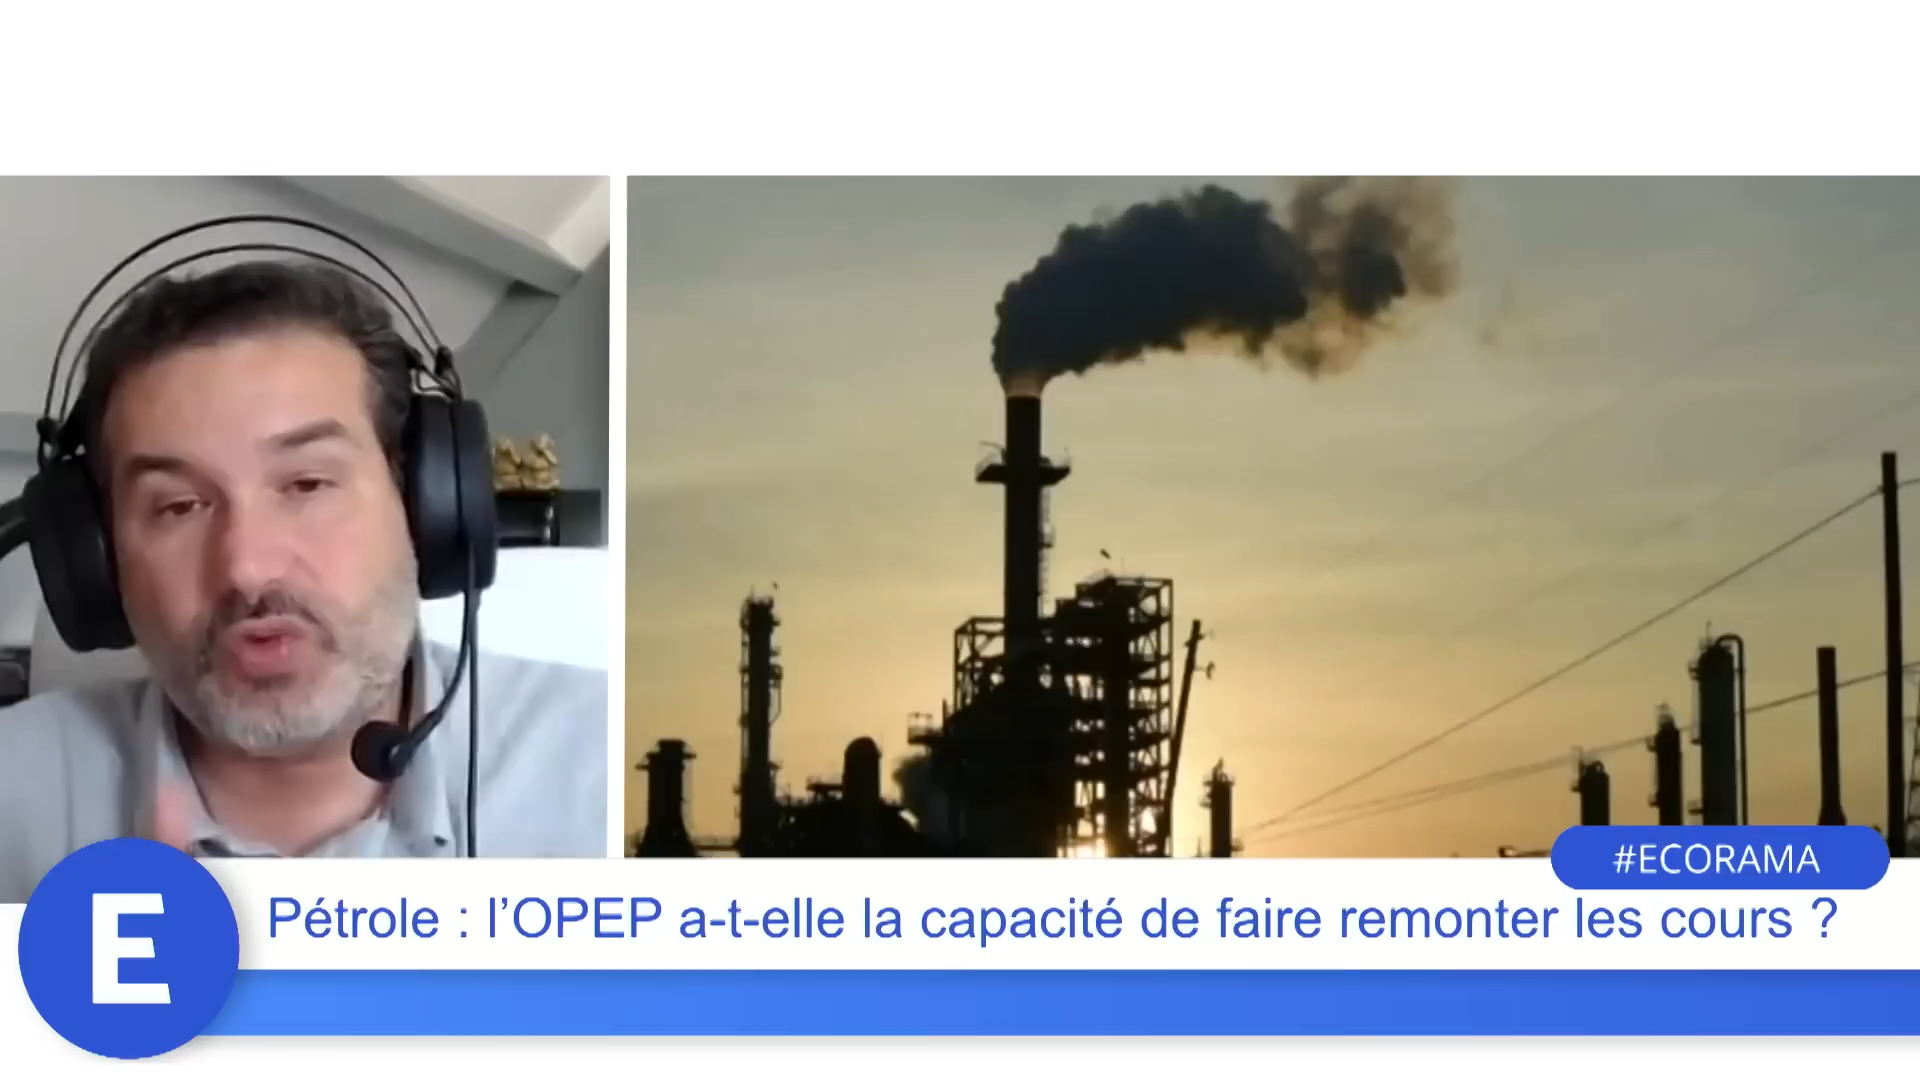 #ECORAMA
E
Pétrole : l’OPEP a-t-elle la capacité de faire remonter les cours ?